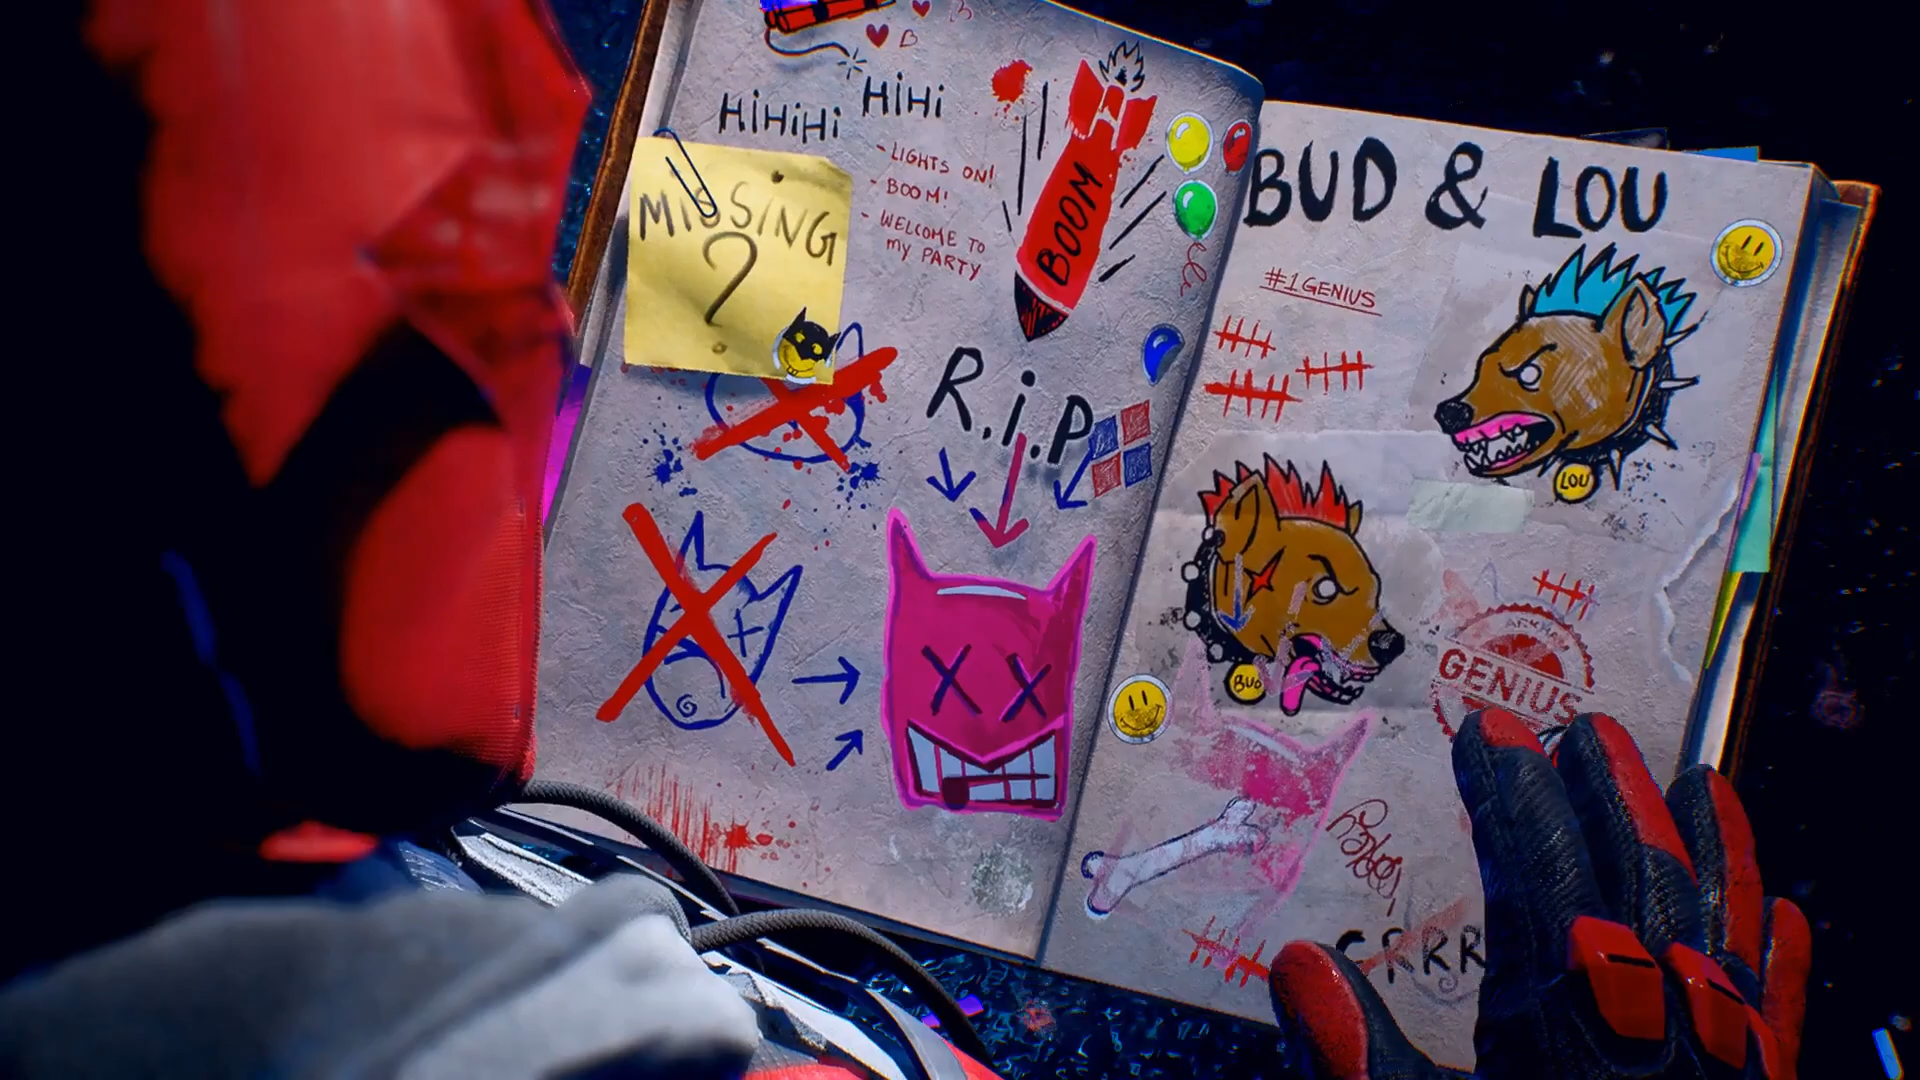 HiHiHi HiHi
- LIGHTS ON!
- BOOM!
- WELCOME TO
MY PARTY
MISSING
?
BOOM
R.i.P
BUD & LOU
#1 GENIUS
LOU
BUD
ARKHAM
GENIUS
GRRR